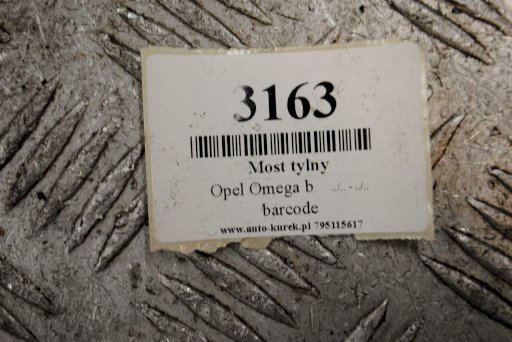 3163
Most tylny
Opel Omega b
barcode
www.auto-kurek.pl 795115617